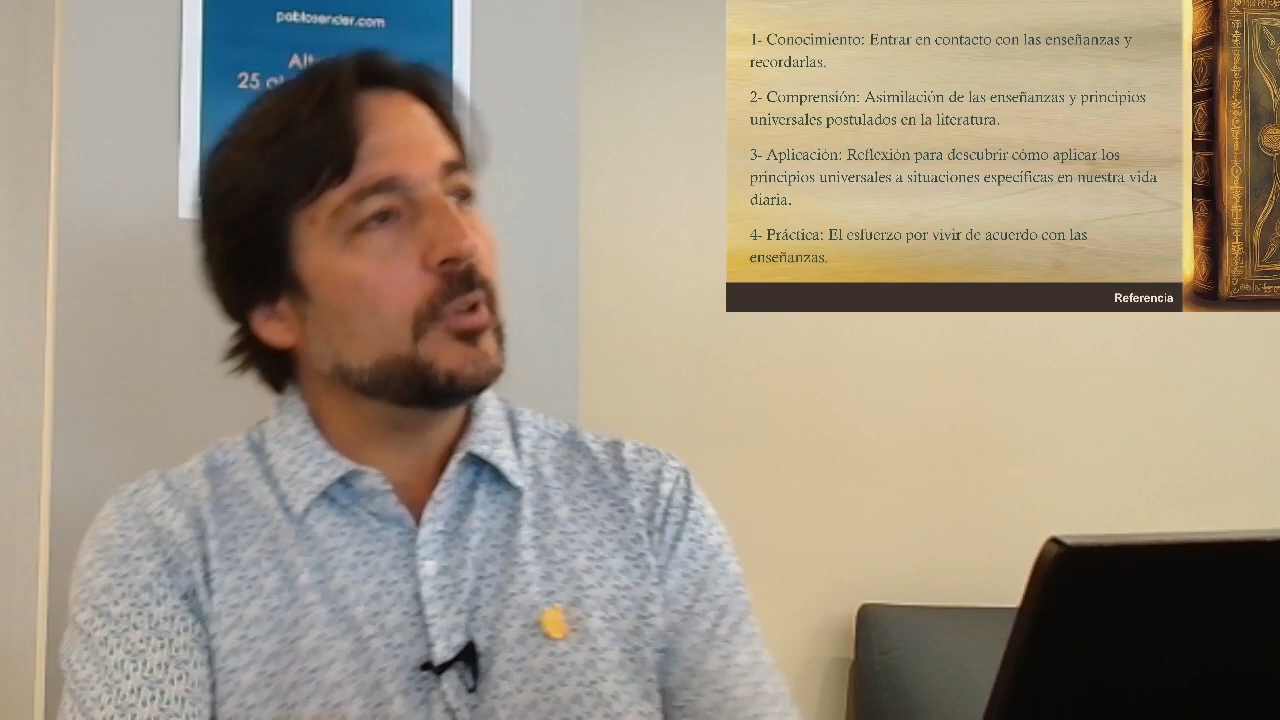 pablosender.com
25
1- Conocimiento: Entrar en contacto con las enseñanzas y
recordarlas.
2- Comprensión: Asimilación de las enseñanzas y principios
universales postulados en la literatura.
3- Aplicación: Reflexión para descubrir cómo aplicar los
principios universales a situaciones específicas en nuestra vida
diaria.
4- Práctica: El esfuerzo por vivir de acuerdo con las
enseñanzas.
Referencia